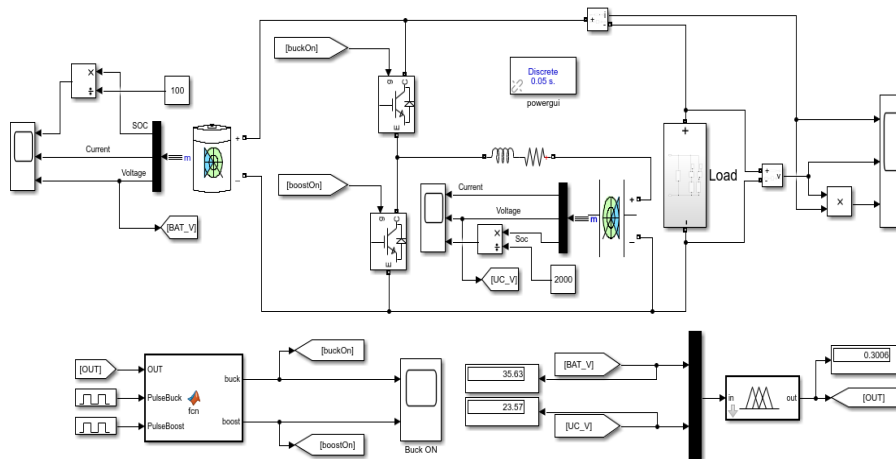 [buckOn]
Discrete
0.05 s.
powergui
×
÷
100
SOC
Current
Voltage
m
+
−
[BAT_V]
g
C
E
[boostOn]
g
C
E
Current
Voltage
Soc
×
÷
2000
[UC_V]
m
+
−
+
i
-
+
Load
-
+
-
v
×
[OUT]
OUT
PulseBuck
PulseBoost
fcn
buck
boost
[buckOn]
[boostOn]
Buck ON
35.63
23.57
[BAT_V]
[UC_V]
in
out
0.3006
[OUT]